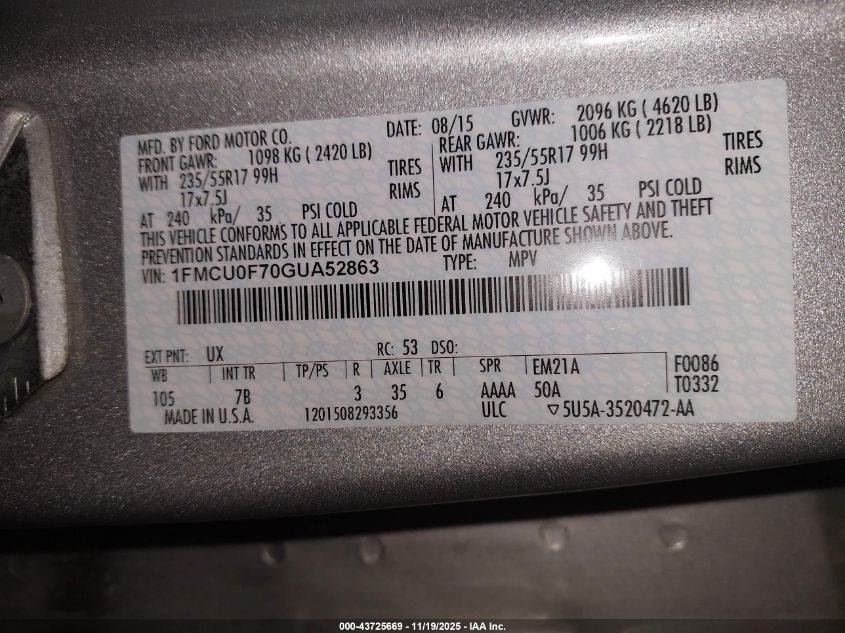 MFD. BY FORD MOTOR CO.
DATE: 08/15 GVWR: 2096 KG ( 4620 LB)
FRONT GAWR: 1098 KG ( 2420 LB)
WITH 235/55R17 99H TIRES
17x7.5J RIMS
AT 240 kPa/ 35 PSI COLD
REAR GAWR: 1006 KG ( 2218 LB)
WITH 235/55R17 99H TIRES
17x7.5J RIMS
AT 240 kPa/ 35 PSI COLD
THIS VEHICLE CONFORMS TO ALL APPLICABLE FEDERAL MOTOR VEHICLE SAFETY AND THEFT
PREVENTION STANDARDS IN EFFECT ON THE DATE OF MANUFACTURE SHOWN ABOVE.
VIN: 1FMCU0F70GUA52863 TYPE: MPV
EXT PNT: UX RC: 53 DSO:
WB INT TR TP/PS R AXLE TR SPR EM21A F0086
105 7B 3 35 6 AAAA 50A T0332
MADE IN U.S.A. 1201508293356 ULC ▽5U5A-3520472-AA
000-43725669 - 11/19/2025 - IAA Inc.